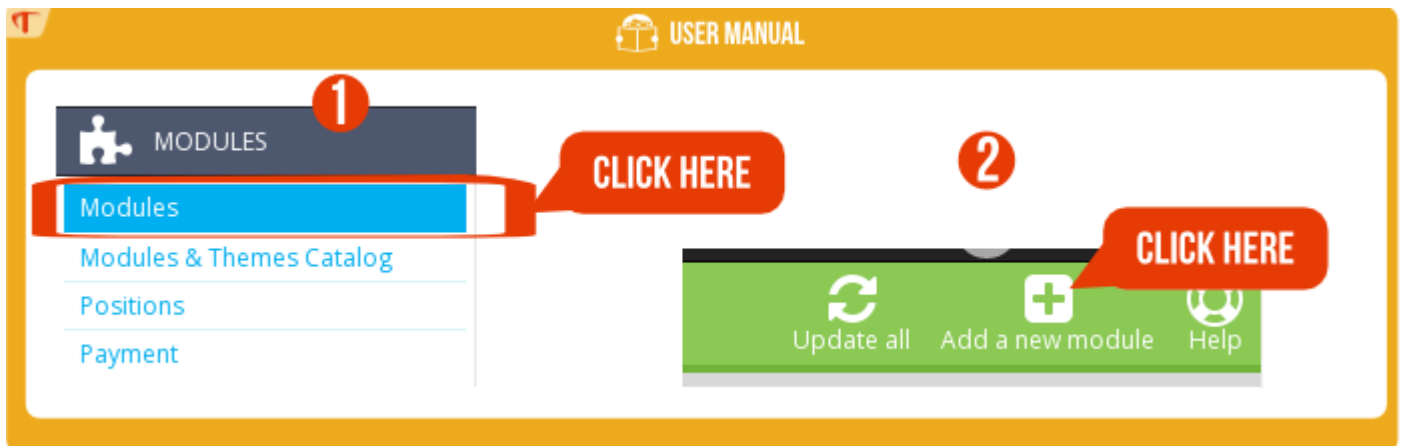 USER MANUAL
1
MODULES
CLICK HERE
Modules
Modules & Themes Catalog
Positions
Payment
2
CLICK HERE
Update all
Add a new module
Help